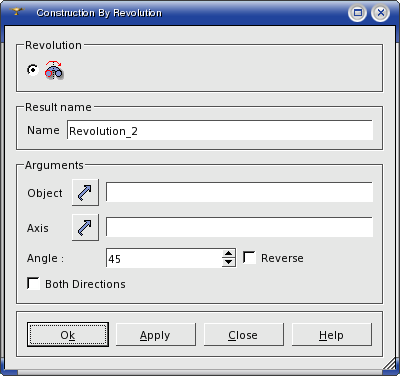 Construction By Revolution
Revolution
Result name
Name Revolution_2
Arguments
Object
Axis
Angle : 45 Reverse
Both Directions
Ok Apply Close Help